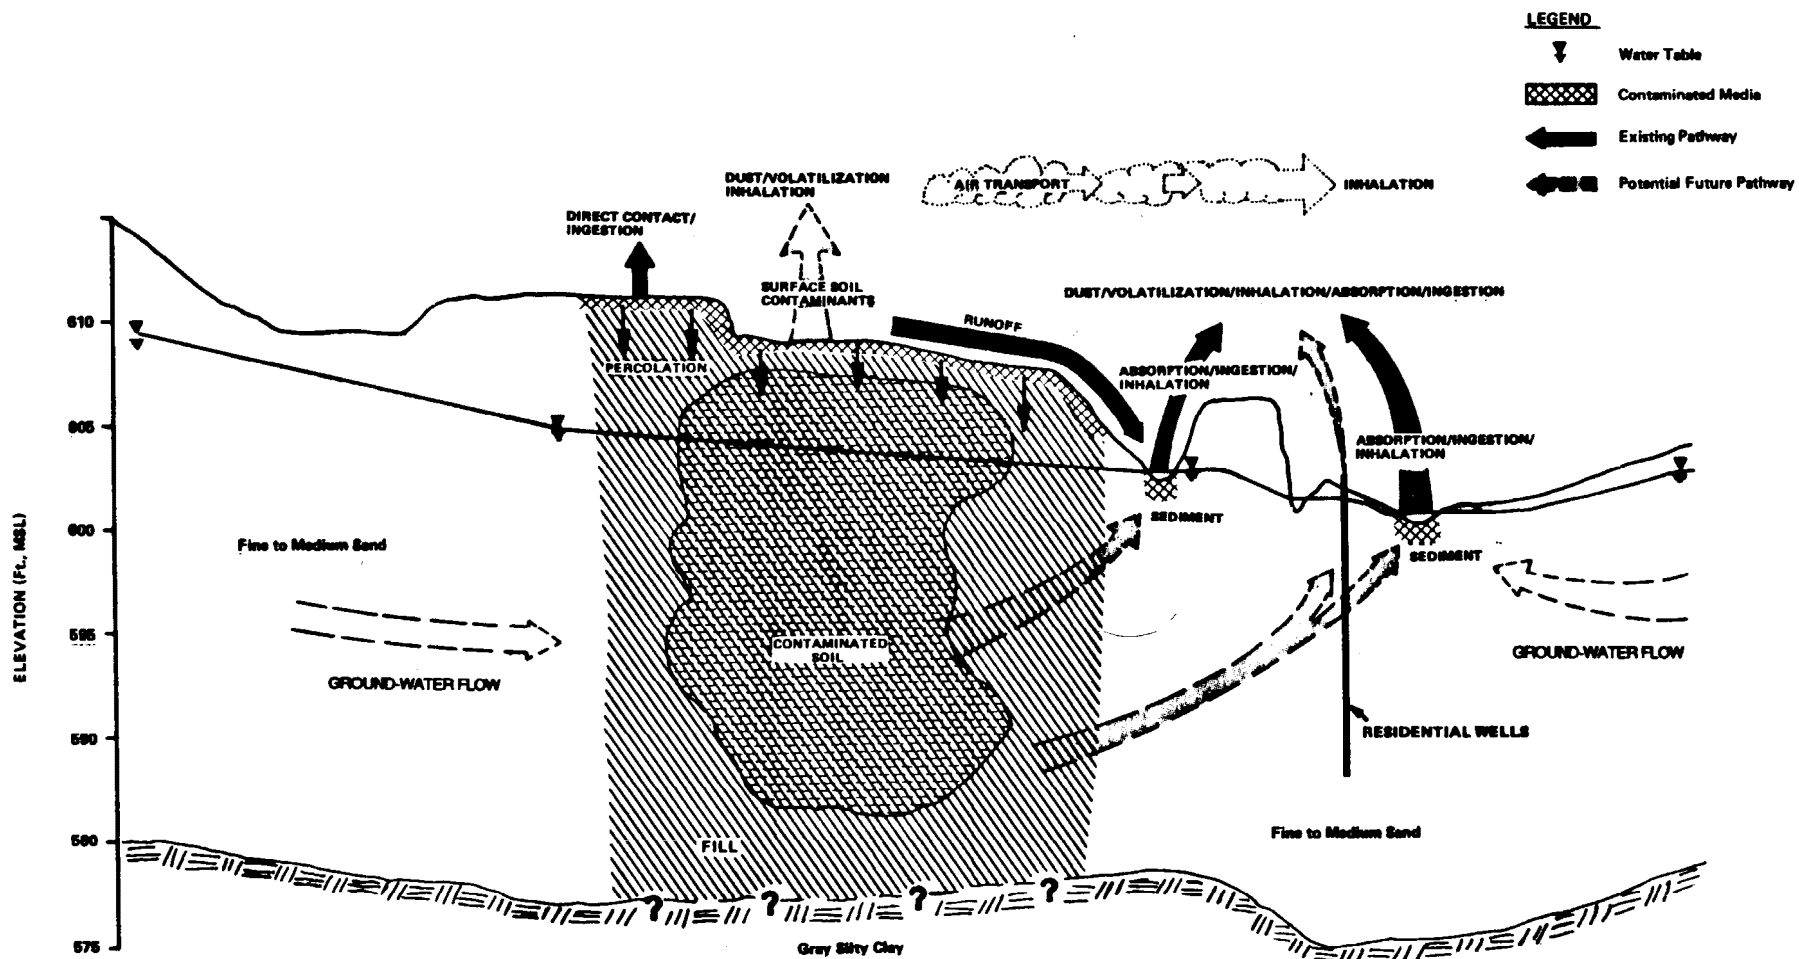 LEGEND
Water Table
Contaminated Media
Existing Pathway
Potential Future Pathway
DUST/VOLATILIZATION
INHALATION
AIR TRANSPORT
INHALATION
DIRECT CONTACT/
INGESTION
SURFACE SOIL
CONTAMINANTS
DUST/VOLATILIZATION/INHALATION/ABSORPTION/INGESTION
RUNOFF
610
PERCOLATION
ABSORPTION/INGESTION/
INHALATION
605
ABSORPTION/INGESTION/
INHALATION
ELEVATION (Ft., MSL)
600
SEDIMENT
Fine to Medium Sand
SEDIMENT
595
CONTAMINATED
SOIL
GROUND-WATER FLOW
GROUND-WATER FLOW
590
RESIDENTIAL WELLS
580
FILL
Fine to Medium Sand
? ? ? ?
575
Gray Silty Clay